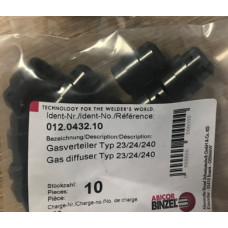 TECHNOLOGY FOR THE WELDER'S WORLD.
Ident-Nr./Ident-No./Référence:
012.0432.10
Bezeichnung/Description/Déscription:
Gasverteiler Typ 23/24/240
Gas diffuser Typ 23/24/240
Stückzahl:
Pieces: 10
Pièce:
ABICOR
BINZEL
Charge-Nr./Charge-no./No. de charge